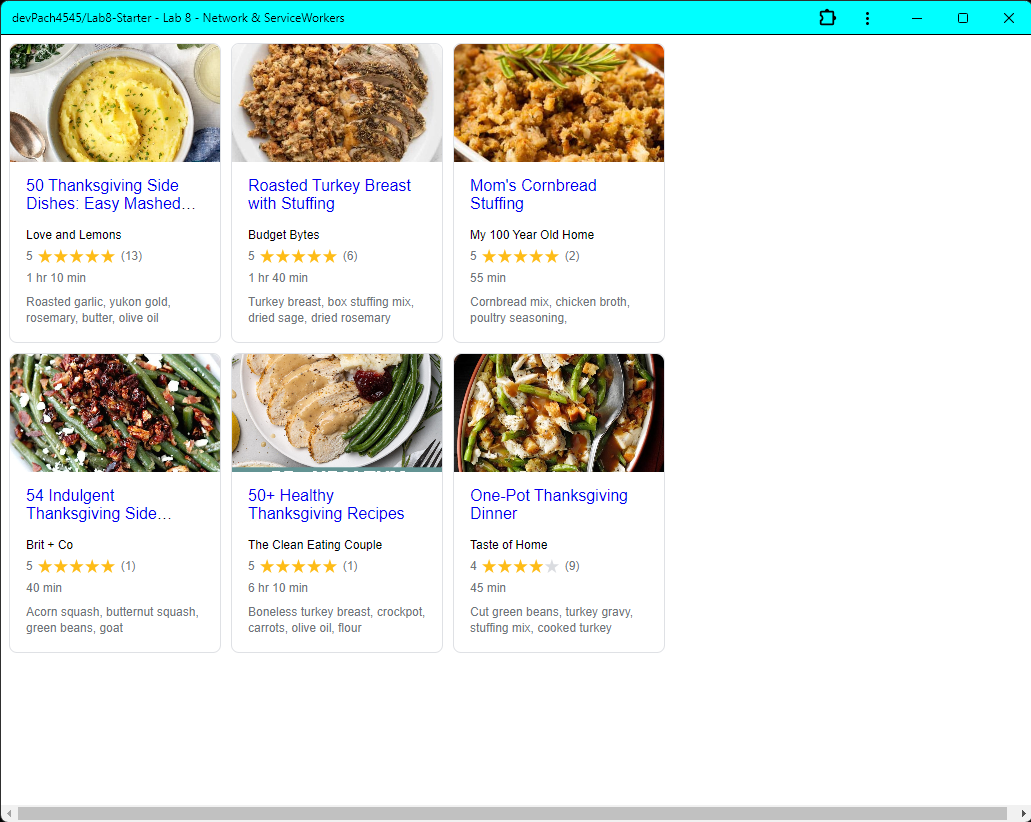 devPach4545/Lab8-Starter - Lab 8 - Network & ServiceWorkers
50 Thanksgiving Side
Dishes: Easy Mashed…
Love and Lemons
5 (13)
1 hr 10 min
Roasted garlic, yukon gold,
rosemary, butter, olive oil
Roasted Turkey Breast
with Stuffing
Budget Bytes
5 (6)
1 hr 40 min
Turkey breast, box stuffing mix,
dried sage, dried rosemary
Mom's Cornbread
Stuffing
My 100 Year Old Home
5 (2)
55 min
Cornbread mix, chicken broth,
poultry seasoning,
54 Indulgent
Thanksgiving Side…
Brit + Co
5 (1)
40 min
Acorn squash, butternut squash,
green beans, goat
50+ Healthy
Thanksgiving Recipes
The Clean Eating Couple
5 (1)
6 hr 10 min
Boneless turkey breast, crockpot,
carrots, olive oil, flour
One-Pot Thanksgiving
Dinner
Taste of Home
4 (9)
45 min
Cut green beans, turkey gravy,
stuffing mix, cooked turkey